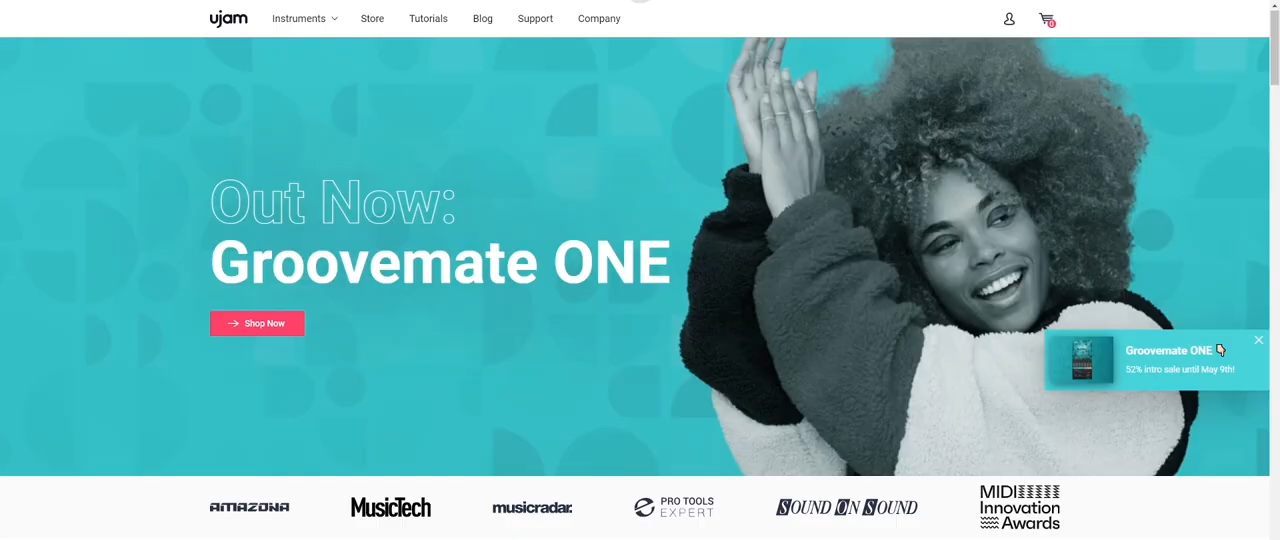 ujam
Instruments
Store
Tutorials
Blog
Support
Company
0
Out Now:
Groovemate ONE
Shop Now
Groovemate ONE
52% intro sale until May 9th!
AMAZONA
MusicTech
musicradar.
PRO TOOLS
EXPERT
SOUND ON SOUND
MIDI
Innovation
Awards